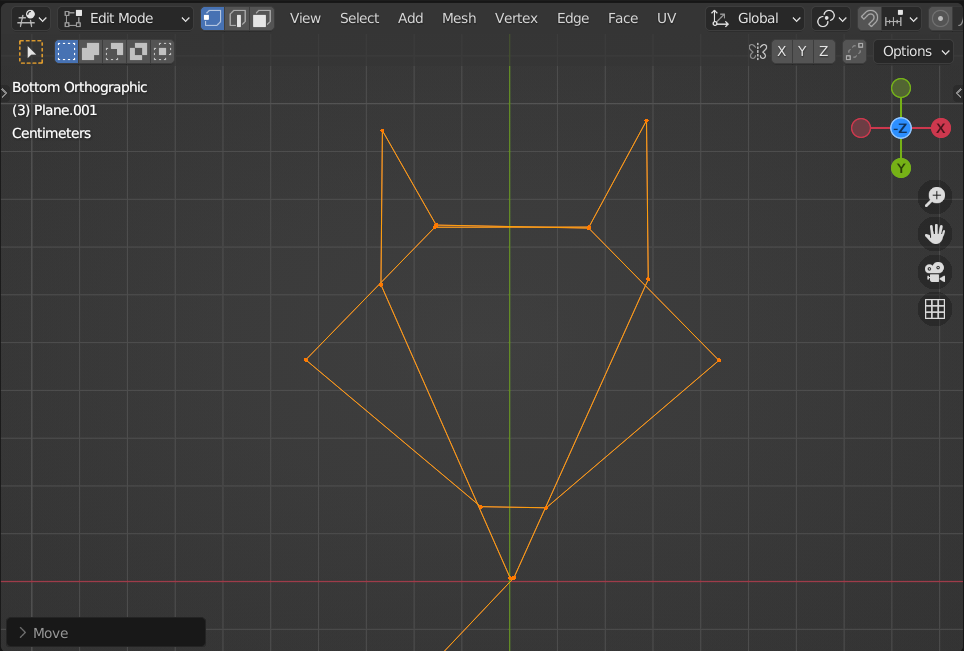 Edit Mode View Select Add Mesh Vertex Edge Face UV Global
X Y Z Options
Bottom Orthographic
(3) Plane.001
Centimeters
-Z X
Y
Move